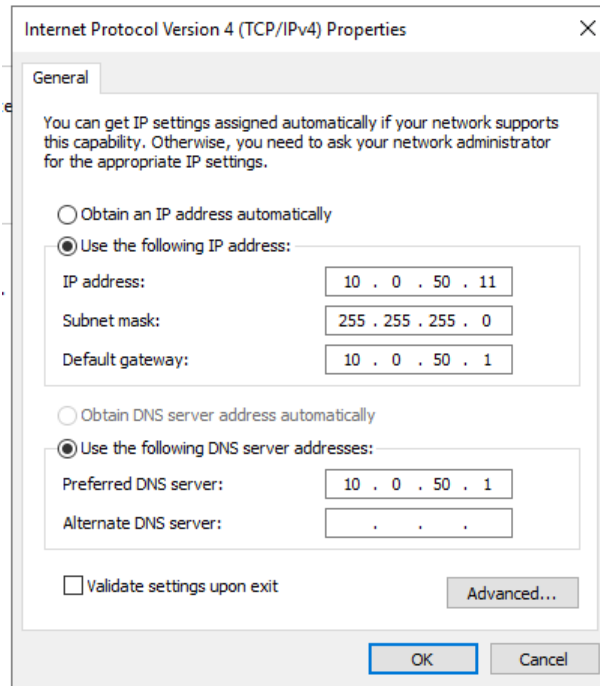 Internet Protocol Version 4 (TCP/IPv4) Properties
General
You can get IP settings assigned automatically if your network supports
this capability. Otherwise, you need to ask your network administrator
for the appropriate IP settings.
Obtain an IP address automatically
Use the following IP address:
IP address: 10 . 0 . 50 . 11
Subnet mask: 255 . 255 . 255 . 0
Default gateway: 10 . 0 . 50 . 1
Obtain DNS server address automatically
Use the following DNS server addresses:
Preferred DNS server: 10 . 0 . 50 . 1
Alternate DNS server: . . .
Validate settings upon exit
Advanced...
OK Cancel